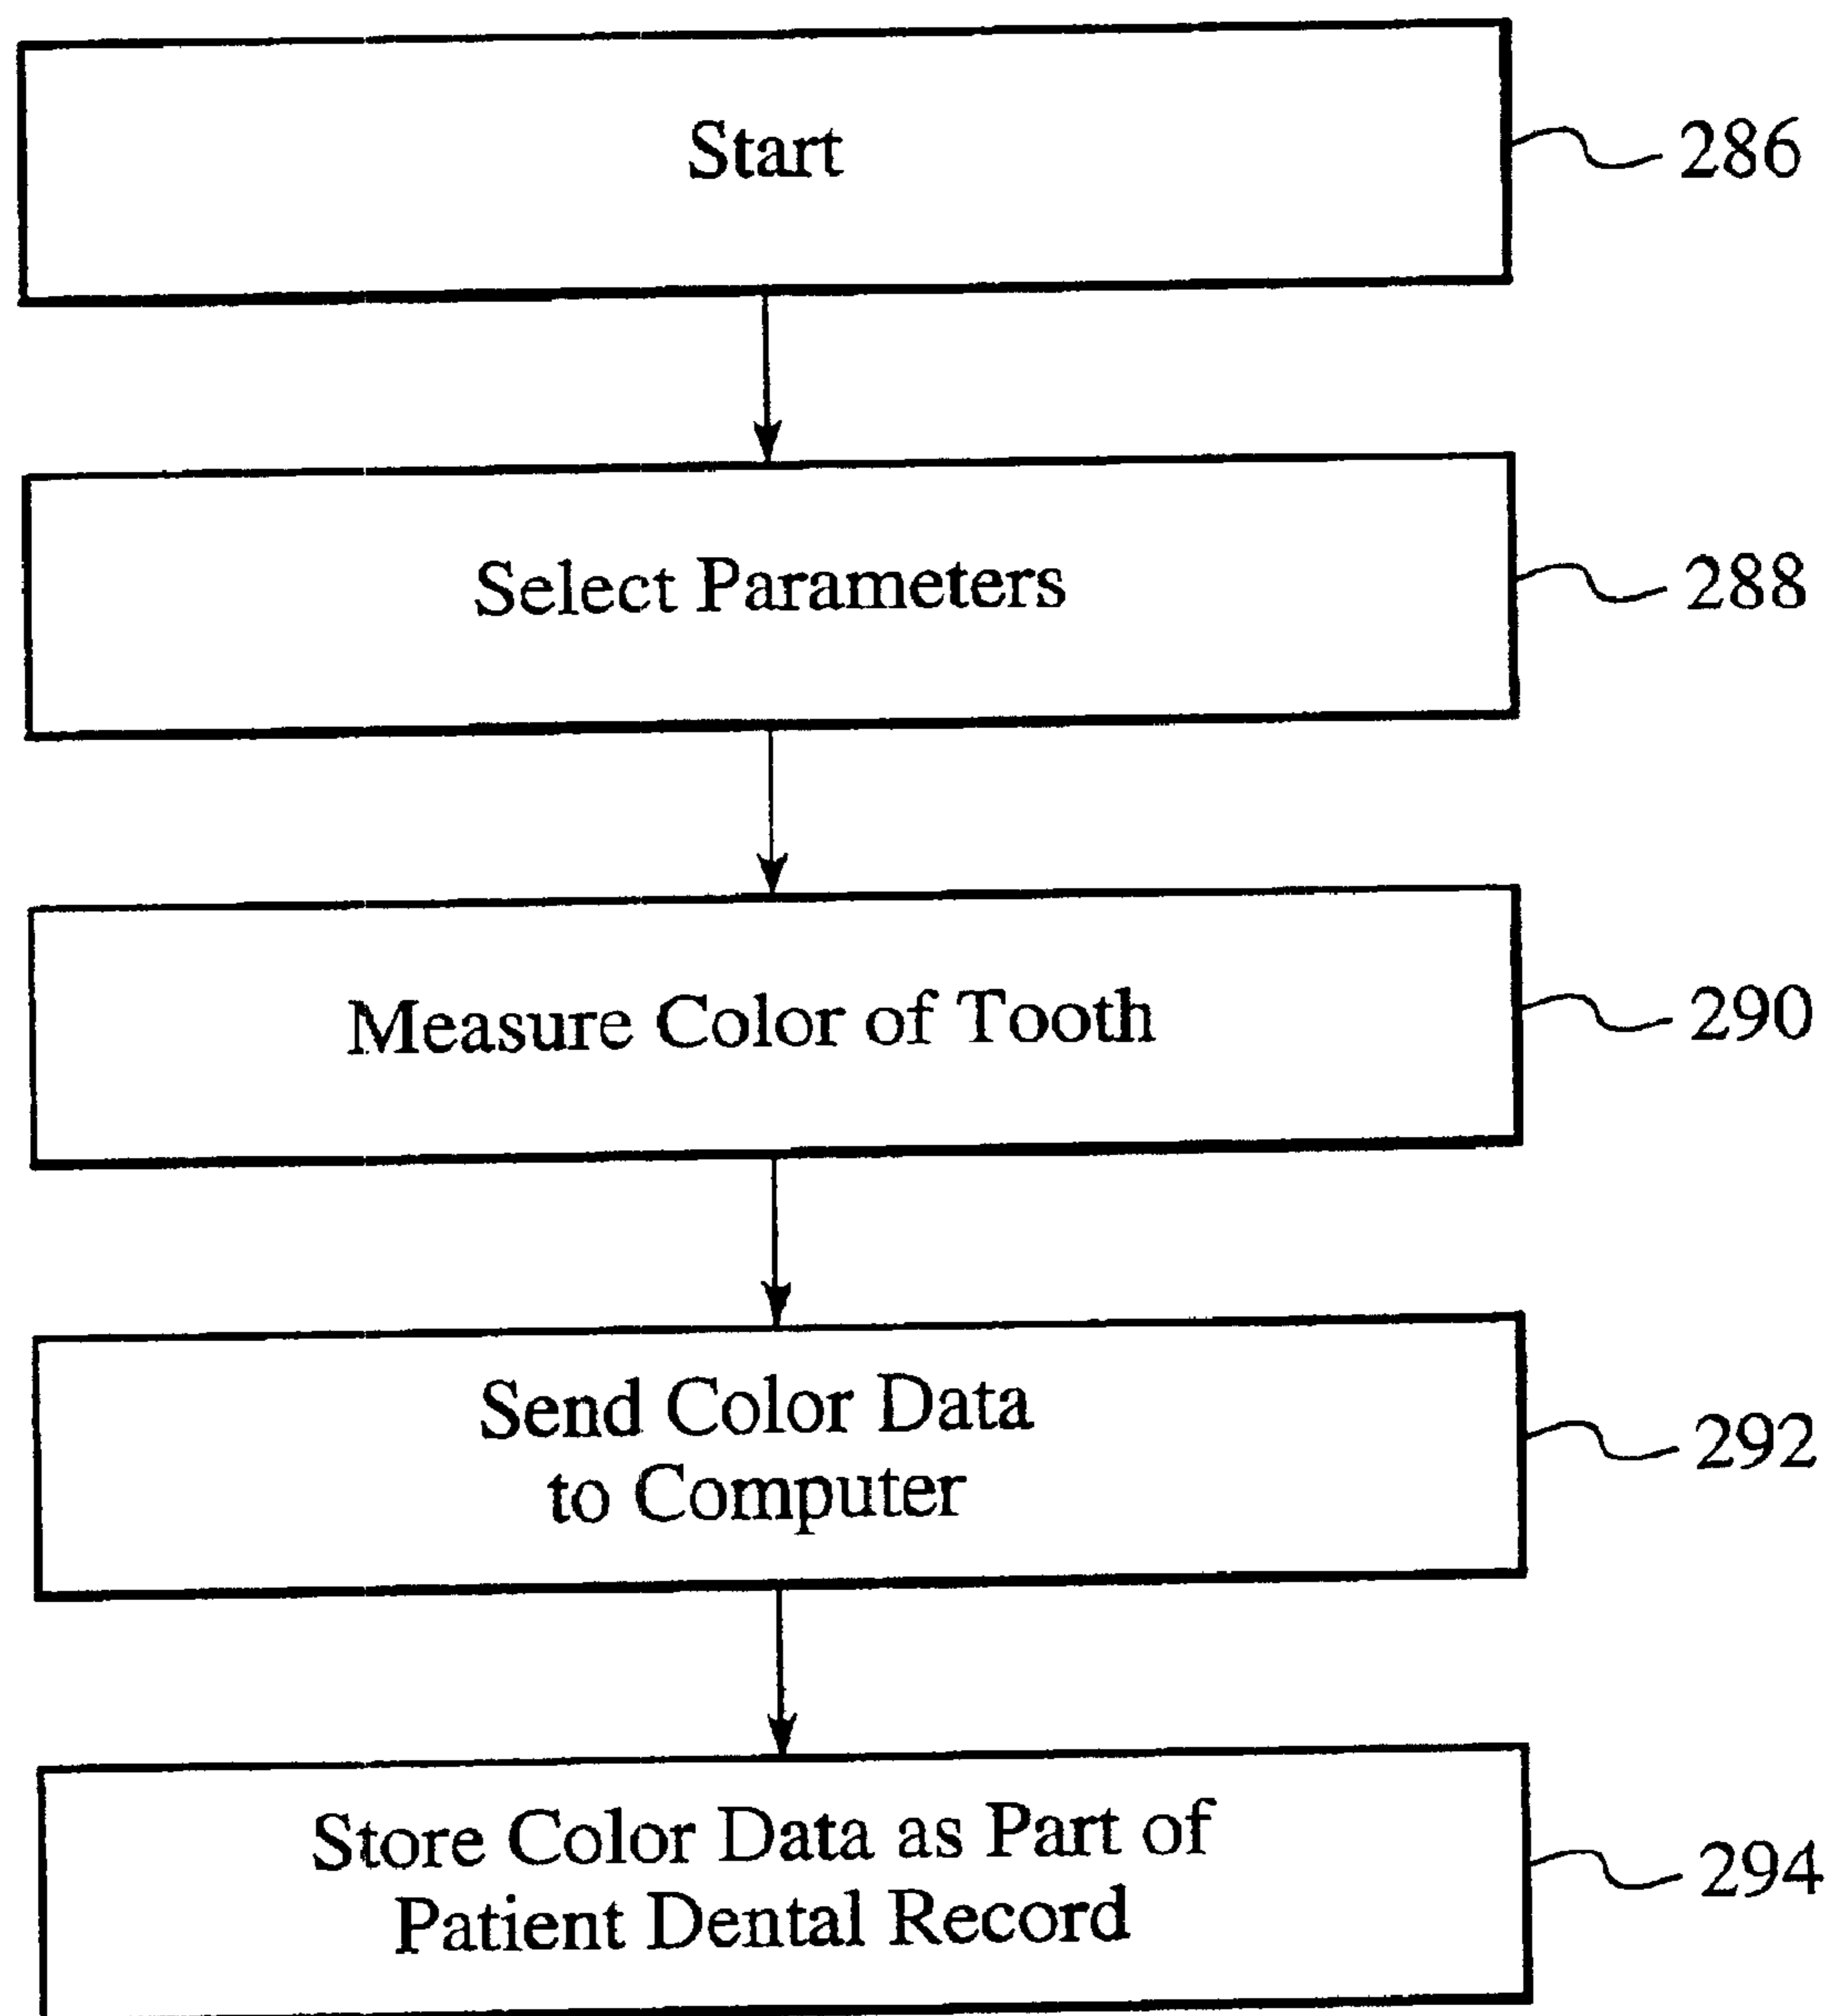 Start
286
Select Parameters
288
Measure Color of Tooth
290
Send Color Data
to Computer
292
Store Color Data as Part of
Patient Dental Record
294